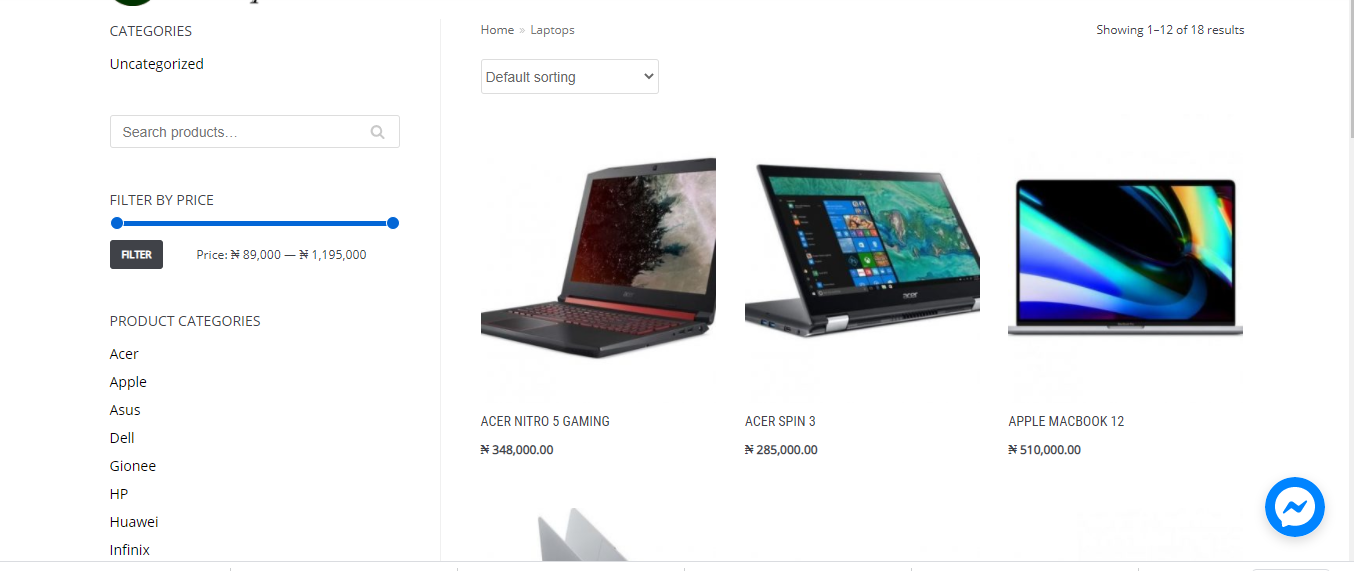 CATEGORIES
Uncategorized
Search products…
FILTER BY PRICE
FILTER
Price: ₦ 89,000 — ₦ 1,195,000
PRODUCT CATEGORIES
Acer
Apple
Asus
Dell
Gionee
HP
Huawei
Infinix
Home » Laptops
Showing 1–12 of 18 results
Default sorting
acer
ACER NITRO 5 GAMING
₦ 348,000.00
ACER SPIN 3
₦ 285,000.00
APPLE MACBOOK 12
₦ 510,000.00